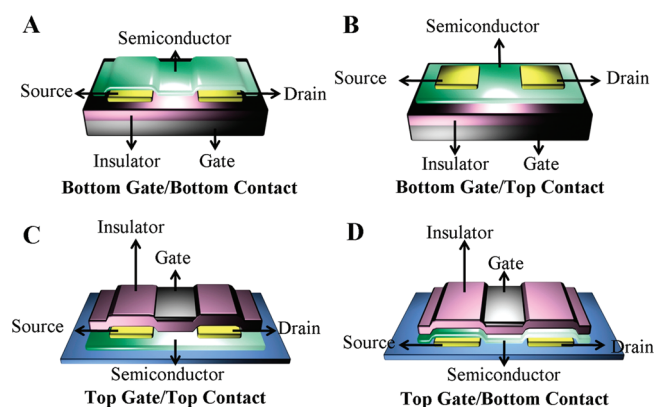 A
Semiconductor
Source
Drain
Insulator
Gate
Bottom Gate/Bottom Contact
B
Semiconductor
Source
Drain
Insulator
Gate
Bottom Gate/Top Contact
C
Insulator
Gate
Source
Drain
Semiconductor
Top Gate/Top Contact
D
Insulator
Gate
Source
Drain
Semiconductor
Top Gate/Bottom Contact